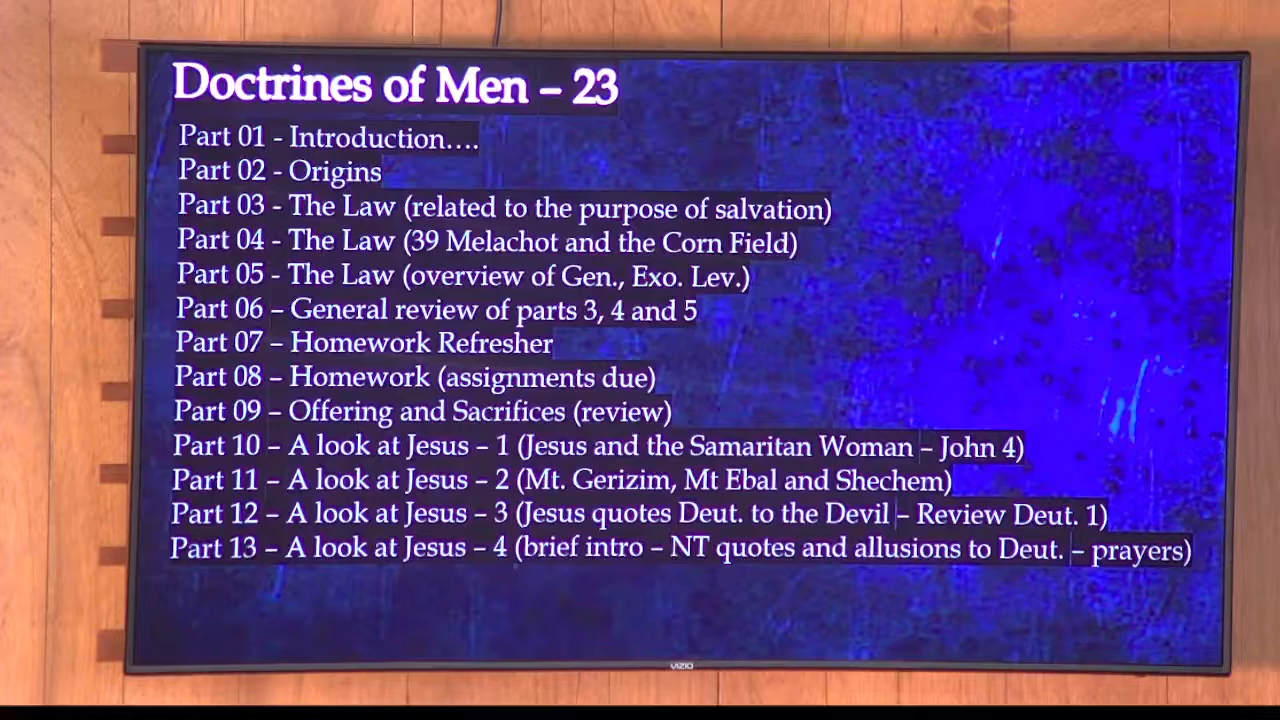 Doctrines of Men – 23
Part 01 - Introduction....
Part 02 - Origins
Part 03 - The Law (related to the purpose of salvation)
Part 04 - The Law (39 Melachot and the Corn Field)
Part 05 - The Law (overview of Gen., Exo. Lev.)
Part 06 – General review of parts 3, 4 and 5
Part 07 – Homework Refresher
Part 08 – Homework (assignments due)
Part 09 – Offering and Sacrifices (review)
Part 10 – A look at Jesus – 1 (Jesus and the Samaritan Woman – John 4)
Part 11 – A look at Jesus – 2 (Mt. Gerizim, Mt Ebal and Shechem)
Part 12 – A look at Jesus – 3 (Jesus quotes Deut. to the Devil – Review Deut. 1)
Part 13 – A look at Jesus – 4 (brief intro – NT quotes and allusions to Deut. – prayers)
VIZIO